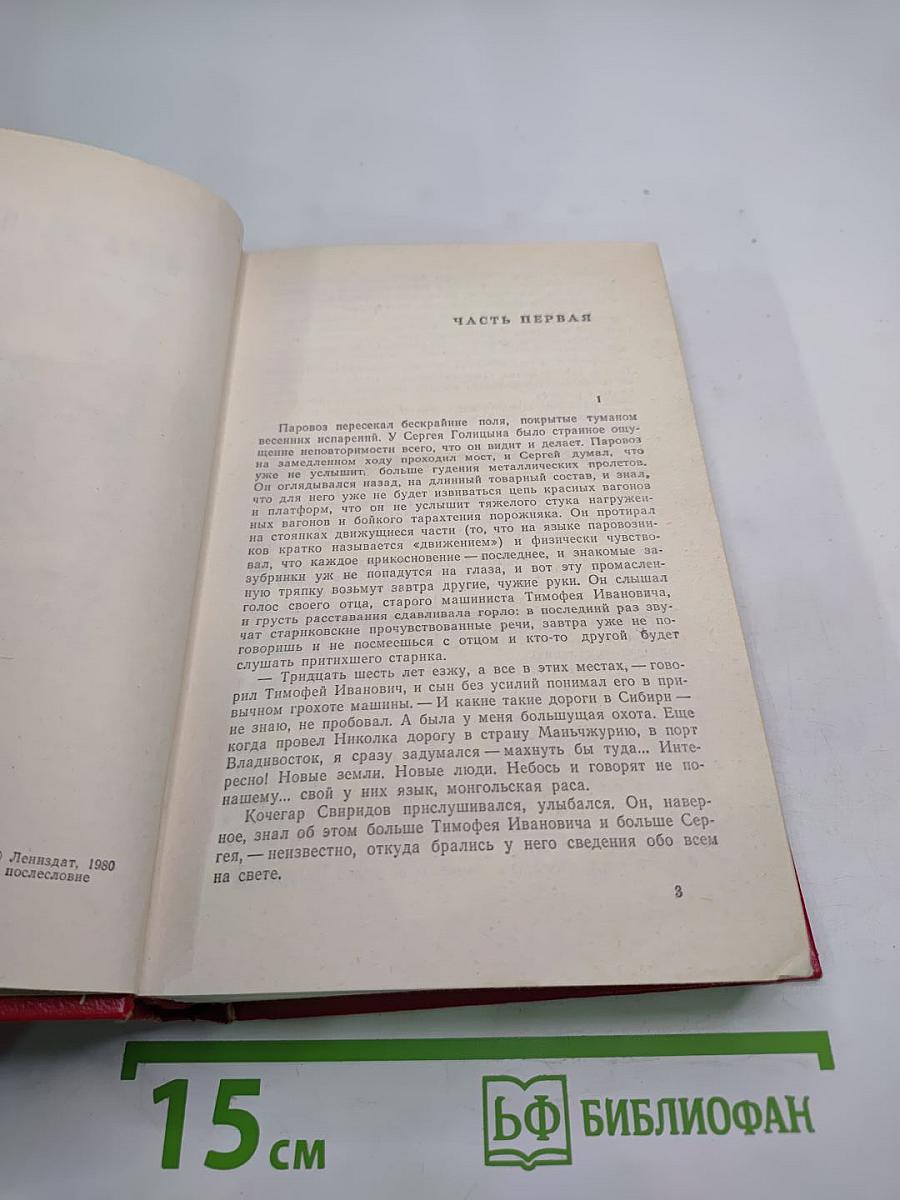 ЧАСТЬ ПЕРВАЯ
1
Паровоз пересекал бескрайние поля, покрытые туманом
весенних испарений. У Сергея Голицына было странное ощу-
щение неповторимости всего, что он видит и делает. Паровоз
на замедленном ходу проходил мост, и Сергей думал, что
уже не услышит больше гудения металлических пролетов.
Он оглядывался назад, на длинный товарный состав, и знал,
что для него уже не будет извиваться цепь красных вагонов
и платформ, что он не услышит тяжелого стука нагружен-
ных вагонов и бойкого тарахтения порожняка. Он протирал
на стоянках движущиеся части (то, что на языке паровозни-
ков кратко называется «движением») и физически чувство-
вал, что каждое прикосновение — последнее, и знакомые за-
зубринки уж не попадутся на глаза, и вот эту промаслен-
ную тряпку возьмут завтра другие, чужие руки. Он слышал
голос своего отца, старого машиниста Тимофея Ивановича,
и грусть расставания сдавливала горло: в последний раз зву-
чат стариковские прочувствованные речи, завтра уже не по-
говоришь и не посмеешься с отцом и кто-то другой будет
слушать притихшего старика.
— Тридцать шесть лет езжу, а все в этих местах, — гово-
рил Тимофей Иванович, и сын без усилий понимал его в при-
вычном грохоте машины. — И какие такие дороги в Сибири —
не знаю, не пробовал. А была у меня большущая охота. Еще
когда провел Николка дорогу в страну Маньчжурию, в порт
Владивосток, я сразу задумался — махнуть бы туда... Инте-
ресно! Новые земли. Новые люди. Небось и говорят не по-
нашему... свой у них язык, монгольская раса.
Кочегар Свиридов прислушивался, улыбался. Он, навер-
ное, знал об этом больше Тимофея Ивановича и больше Сер-
гея, — неизвестно, откуда брались у него сведения обо всем
на свете.
3
Лениздат, 1980
послесловие
15 см
БФ БИБЛИОФАН